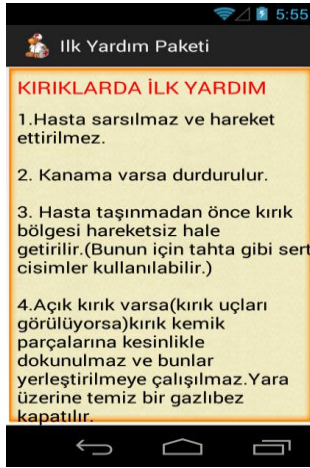 5:55
Ilk Yardım Paketi
KIRIKLARDA İLK YARDIM
1.Hasta sarsılmaz ve hareket
ettirilmez.
2. Kanama varsa durdurulur.
3. Hasta taşınmadan önce kırık
bölgesi hareketsiz hale
getirilir.(Bunun için tahta gibi sert
cisimler kullanılabilir.)
4.Açık kırık varsa(kırık uçları
görülüyorsa)kırık kemik
parçalarına kesinlikle
dokunulmaz ve bunlar
yerleştirilmeye çalışılmaz.Yara
üzerine temiz bir gazlıbez
kapatılır.